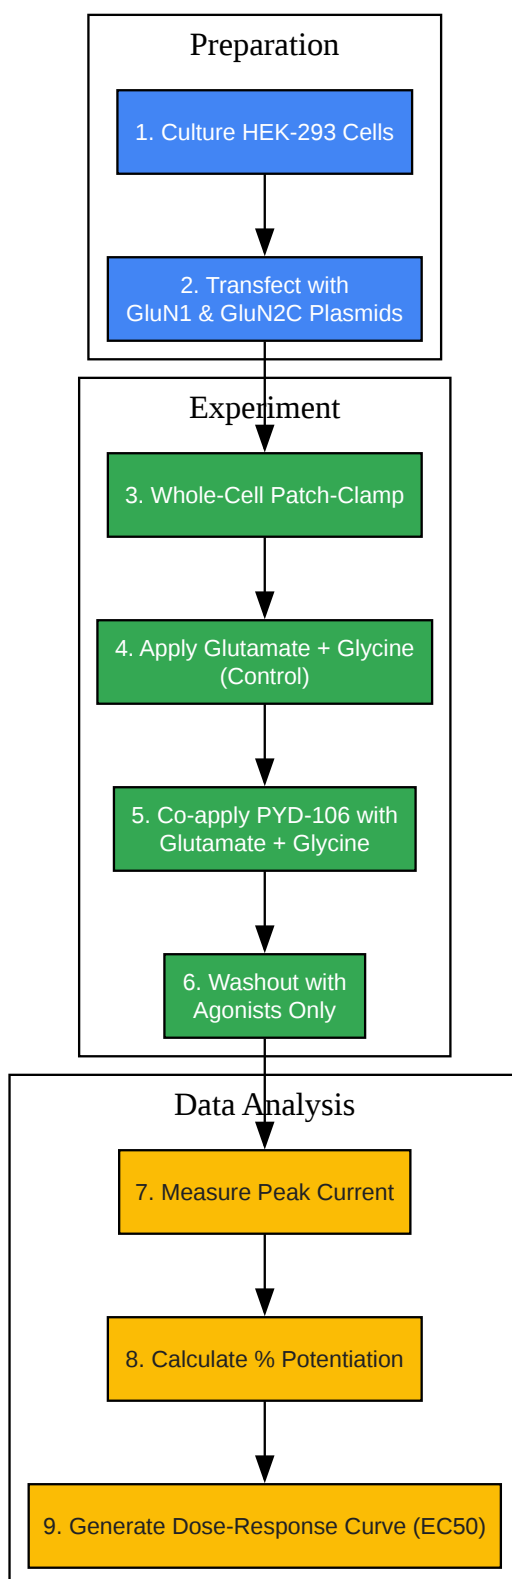 Preparation
1. Culture HEK-293 Cells
2. Transfect with
GluN1 & GluN2C Plasmids
Experiment
3. Whole-Cell Patch-Clamp
4. Apply Glutamate + Glycine
(Control)
5. Co-apply PYD-106 with
Glutamate + Glycine
6. Washout with
Agonists Only
Data Analysis
7. Measure Peak Current
8. Calculate % Potentiation
9. Generate Dose-Response Curve (EC50)